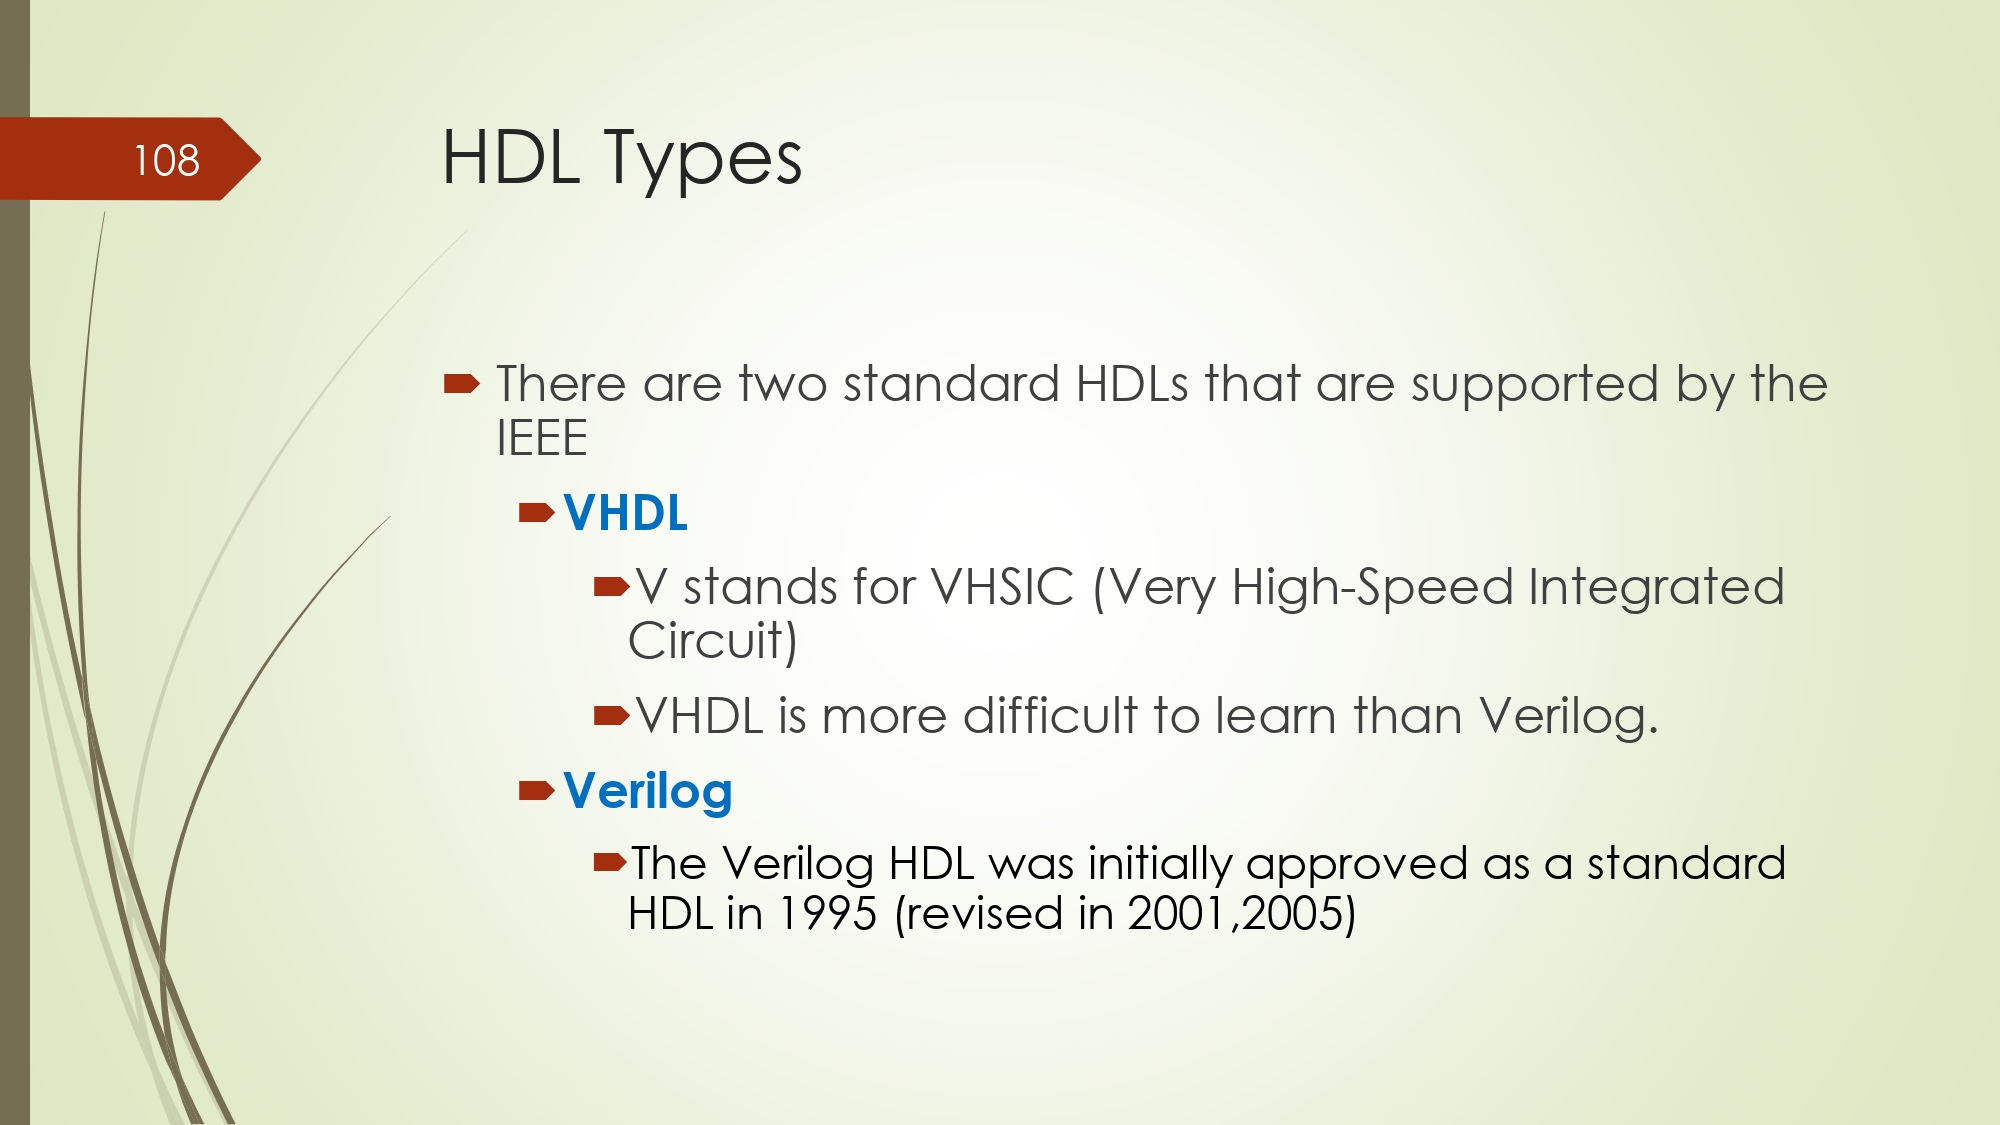 108
HDL Types
There are two standard HDLs that are supported by the
IEEE
VHDL
V stands for VHSIC (Very High-Speed Integrated
Circuit)
VHDL is more difficult to learn than Verilog.
Verilog
The Verilog HDL was initially approved as a standard
HDL in 1995 (revised in 2001,2005)